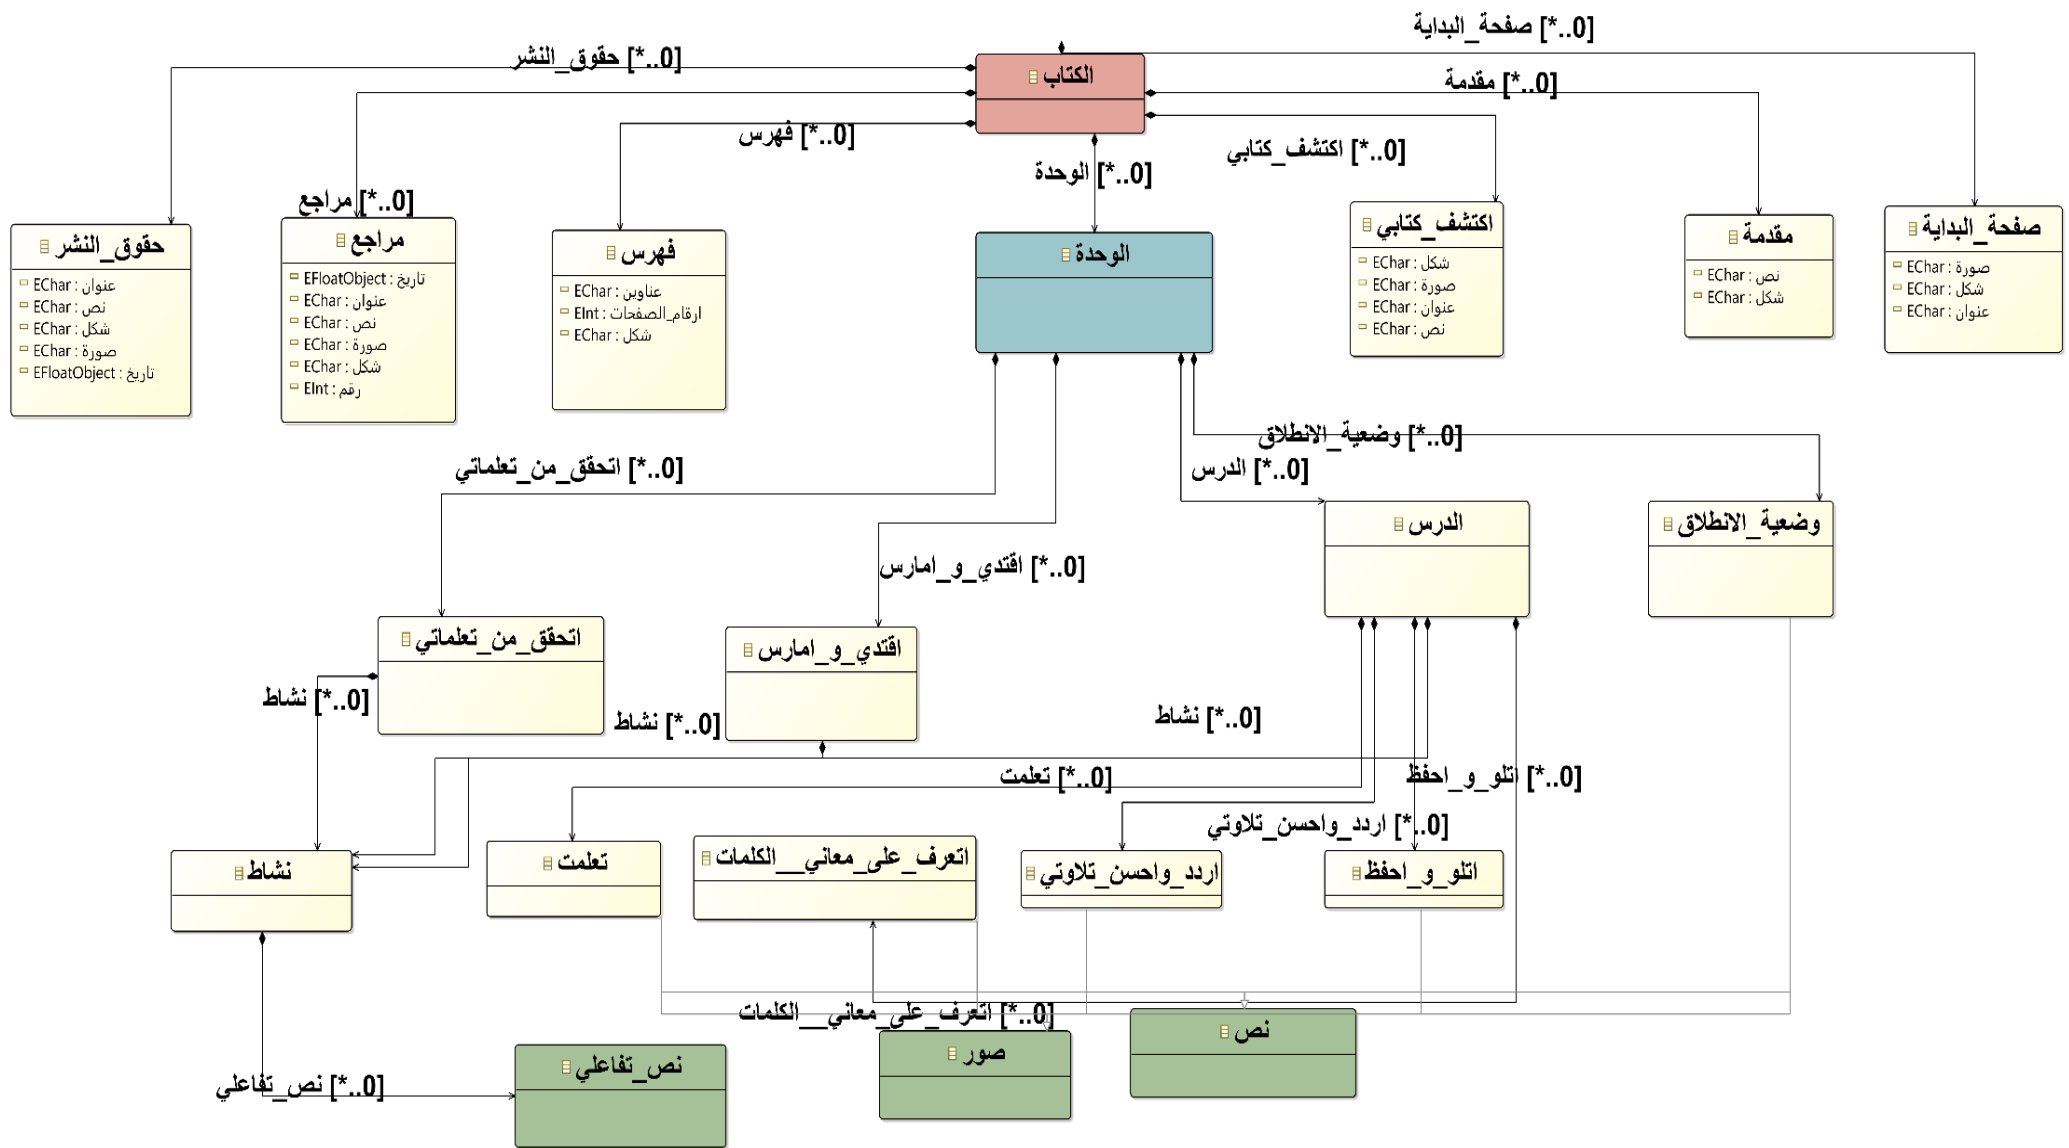 صفحة_البداية [*..0]
حقوق_النشر [*..0]
الكتاب
مقدمة [*..0]
فهرس [*..0]
اكتشف_كتابي [*..0]
الوحدة [*..0]
مراجع [*..0]
صفحة_البداية
صورة : EChar
شكل : EChar
عنوان : EChar
مقدمة
نص : EChar
شكل : EChar
اكتشف_كتابي
شكل : EChar
صورة : EChar
عنوان : EChar
نص : EChar
الوحدة
فهرس
عناوين : EChar
ارقام_الصفحات : EInt
شكل : EChar
مراجع
تاريخ : EFloatObject
عنوان : EChar
نص : EChar
صورة : EChar
شكل : EChar
رقم : EInt
حقوق_النشر
عنوان : EChar
نص : EChar
شكل : EChar
صورة : EChar
تاريخ : EFloatObject
وضعية_الانطلاق [*..0]
الدرس [*..0]
اتحقق_من_تعلماتي [*..0]
وضعية_الانطلاق
الدرس
اقتدي_و_امارس [*..0]
اتحقق_من_تعلماتي
اقتدي_و_امارس
نشاط [*..0]
نشاط [*..0]
نشاط [*..0]
اتلو_و_احفظ [*..0]
تعلمت [*..0]
اردد_واحسن_تلاوتي [*..0]
اتلو_و_احفظ
اردد_واحسن_تلاوتي
اتعرف_على_معاني__الكلمات
تعلمت
نشاط
اتعرف_على_معاني__الكلمات [*..0]
نص
صور
نص_تفاعلي
نص_تفاعلي [*..0]